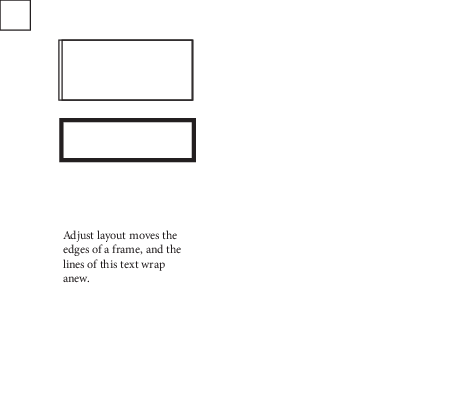 Adjust layout moves the
edges of a frame, and the
lines of this text wrap
anew.